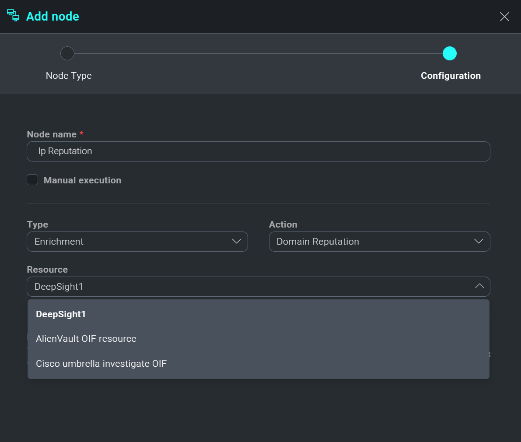 Add node
Node Type
Configuration
Node name *
Ip Reputation
Manual execution
Type
Action
Enrichment
Domain Reputation
Resource
DeepSight1
DeepSight1
AlienVault OIF resource
Cisco umbrella investigate OIF